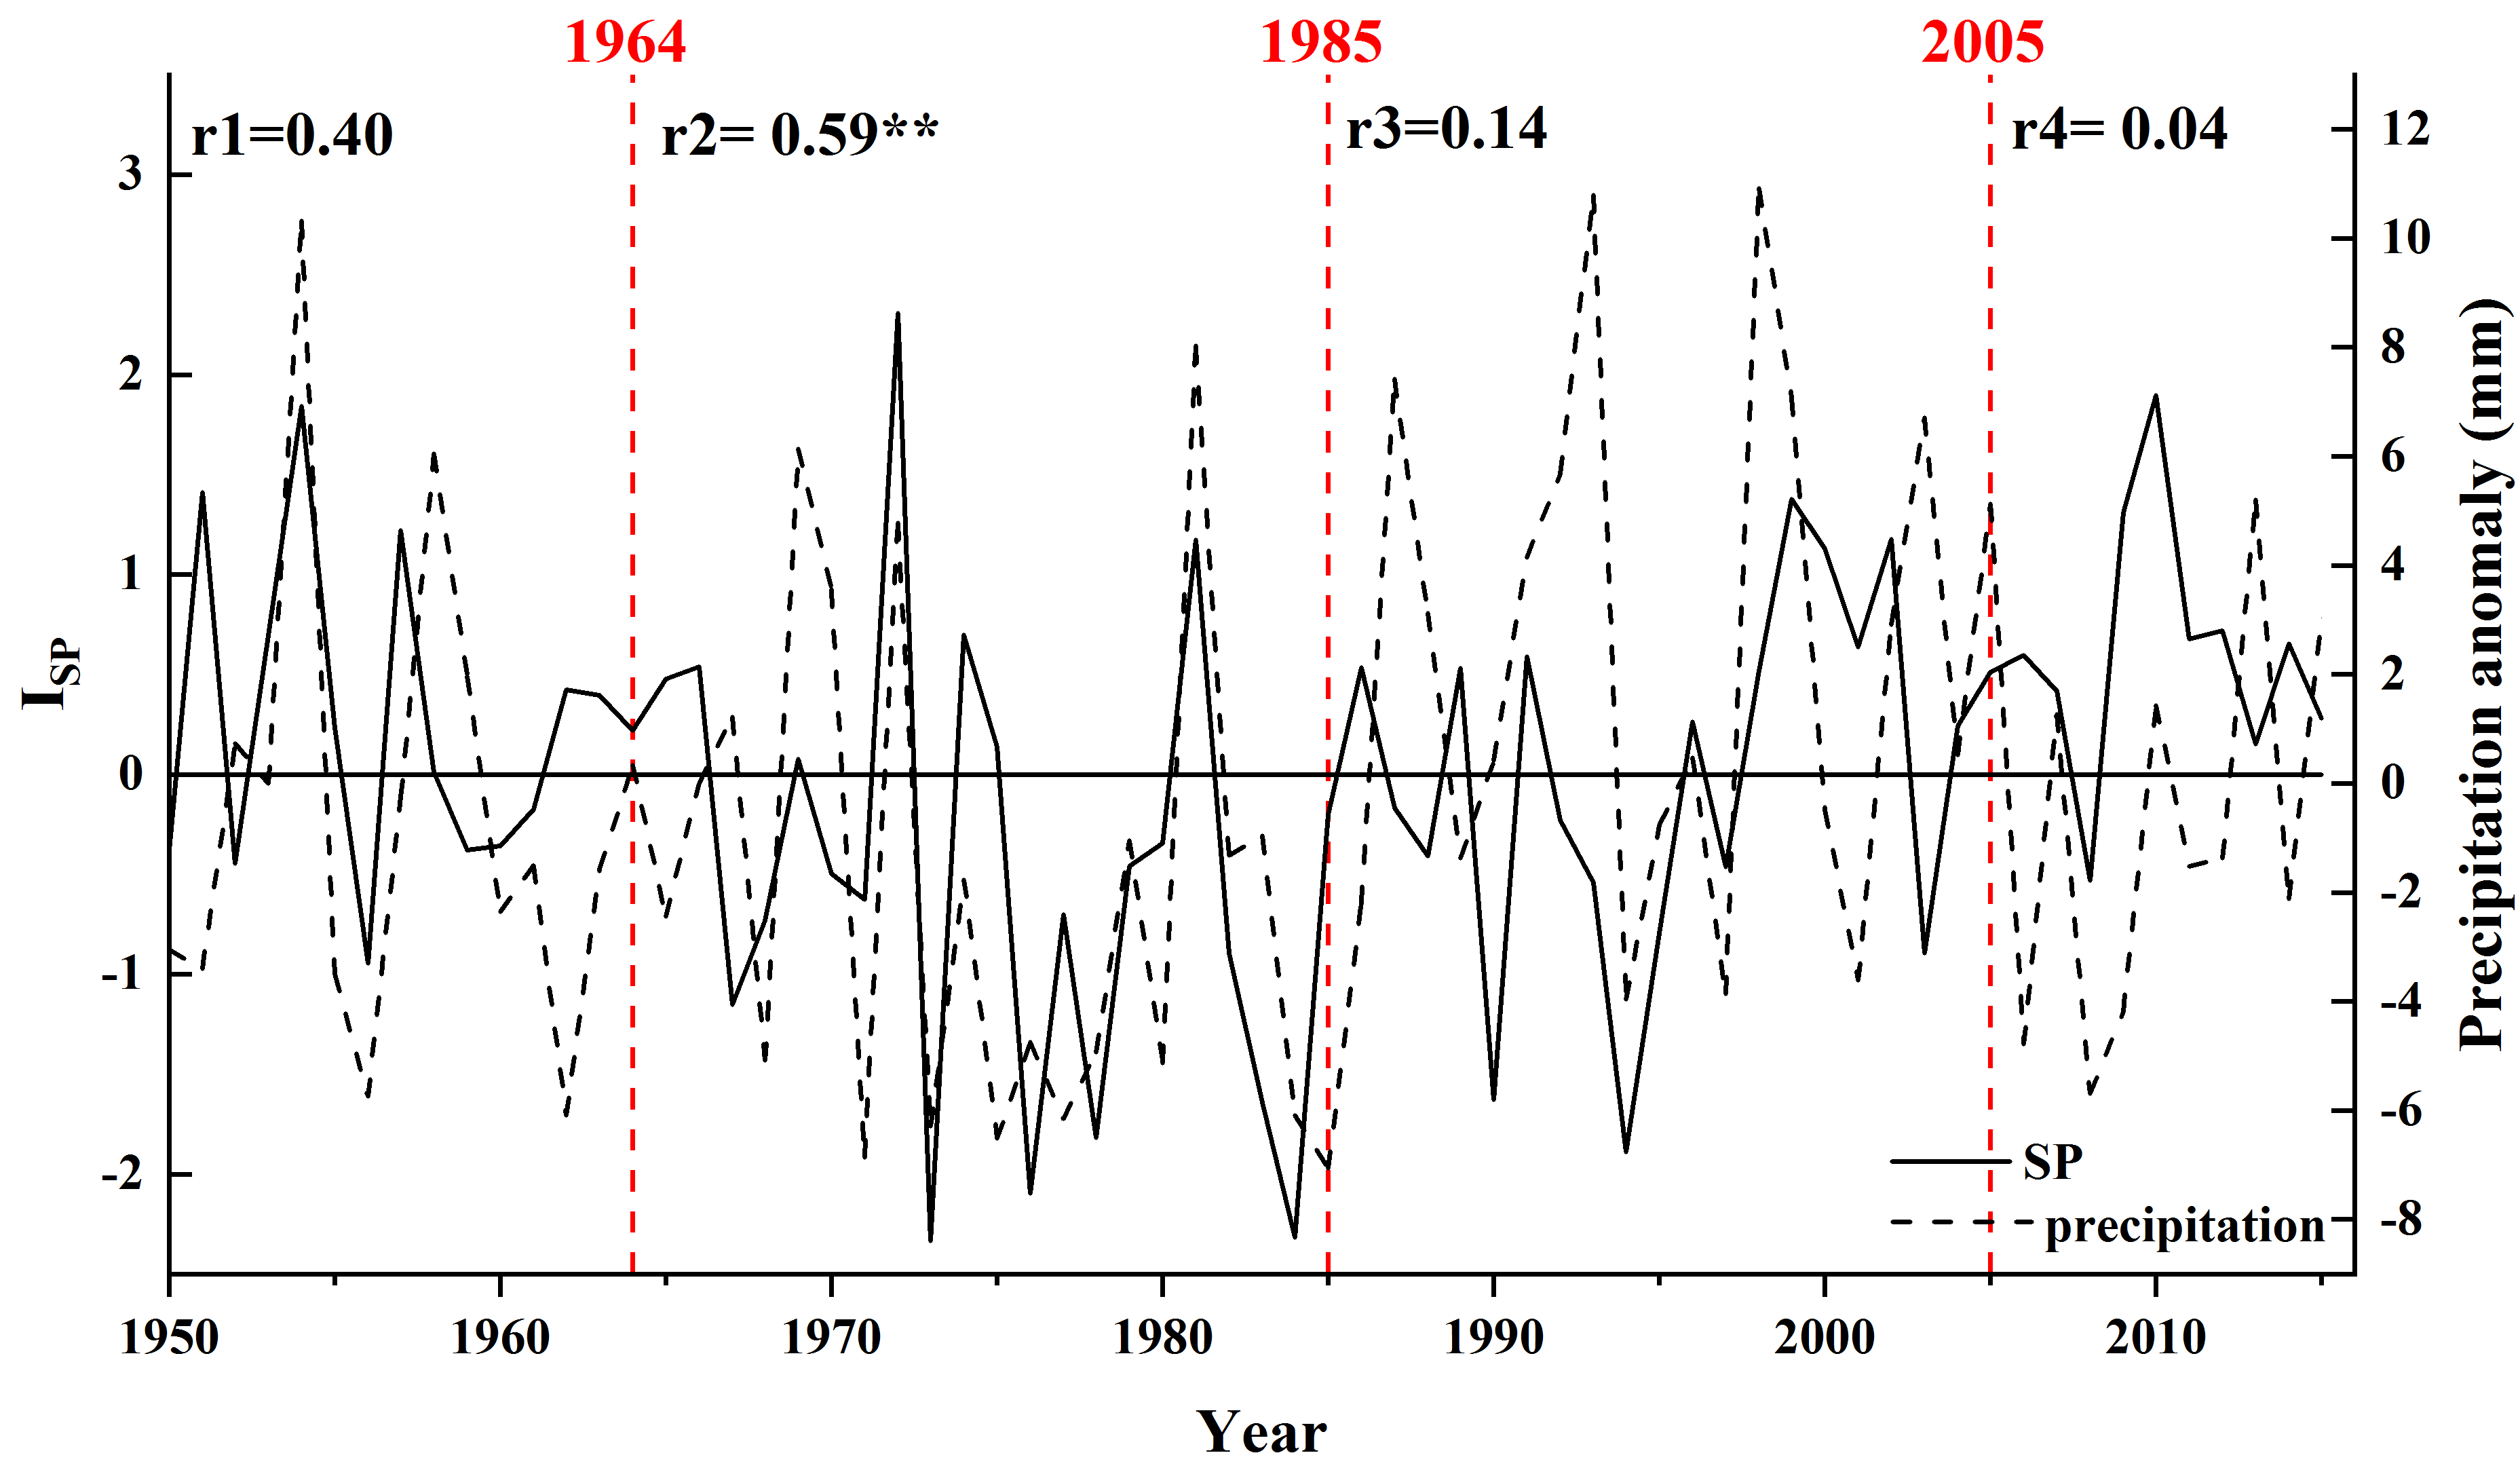 1964 1985 2005
r1=0.40 r2= 0.59** r3=0.14 r4= 0.04
3
2
1
0
-1
-2
I_SP
12
10
8
6
4
2
0
-2
-4
-6
-8
Precipitation anomaly (mm)
SP
precipitation
1950 1960 1970 1980 1990 2000 2010
Year